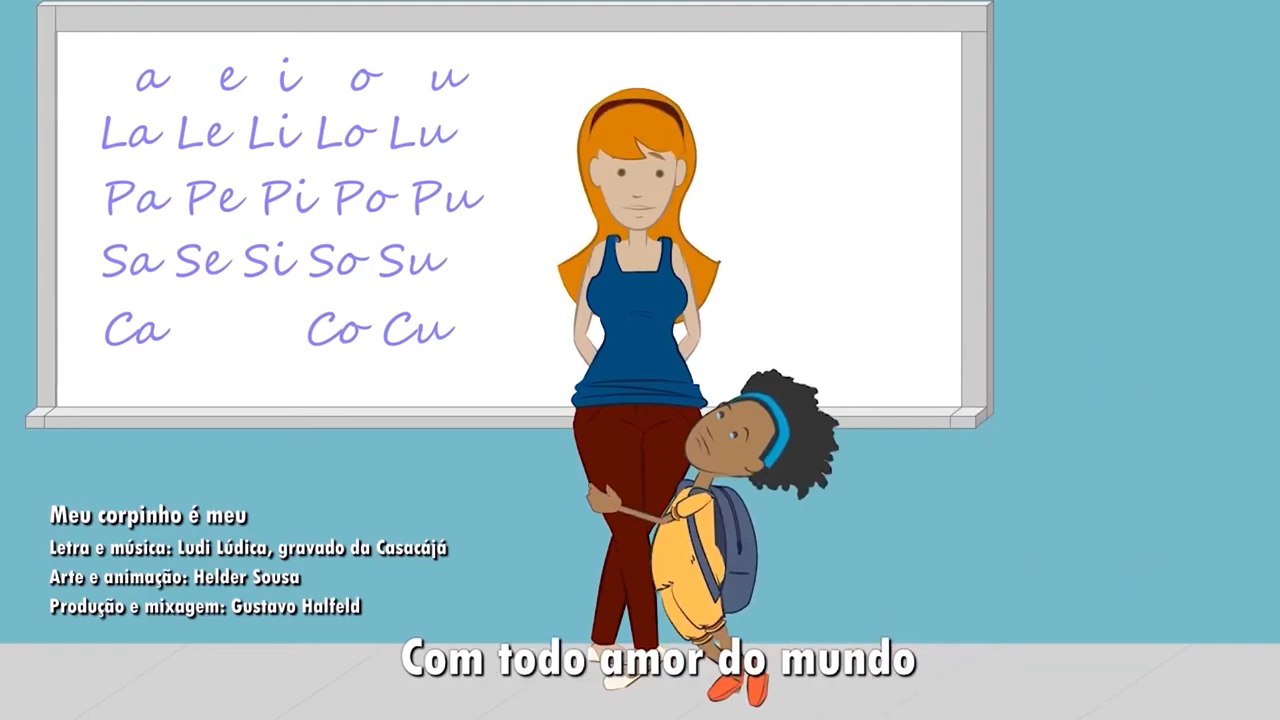 a e i o u
La Le Li Lo Lu
Pa Pe Pi Po Pu
Sa Se Si So Su
Ca Co Cu
Meu corpinho é meu
Letra e música: Ludi Lúdica, gravado da Casacájá
Arte e animação: Helder Sousa
Produção e mixagem: Gustavo Halfeld
Com todo amor do mundo